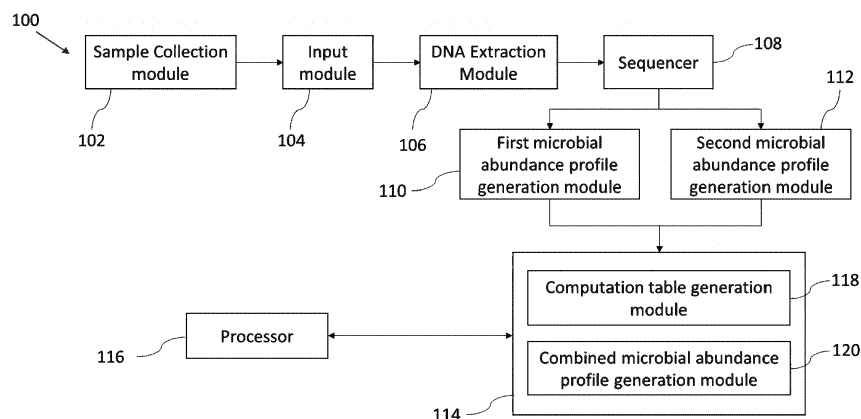 100
Sample Collection
module
102
Input
module
104
DNA Extraction
Module
106
Sequencer
108
112
First microbial
abundance profile
generation module
110
Second microbial
abundance profile
generation module
Computation table generation
module
118
Processor
116
Combined microbial abundance
profile generation module
120
114